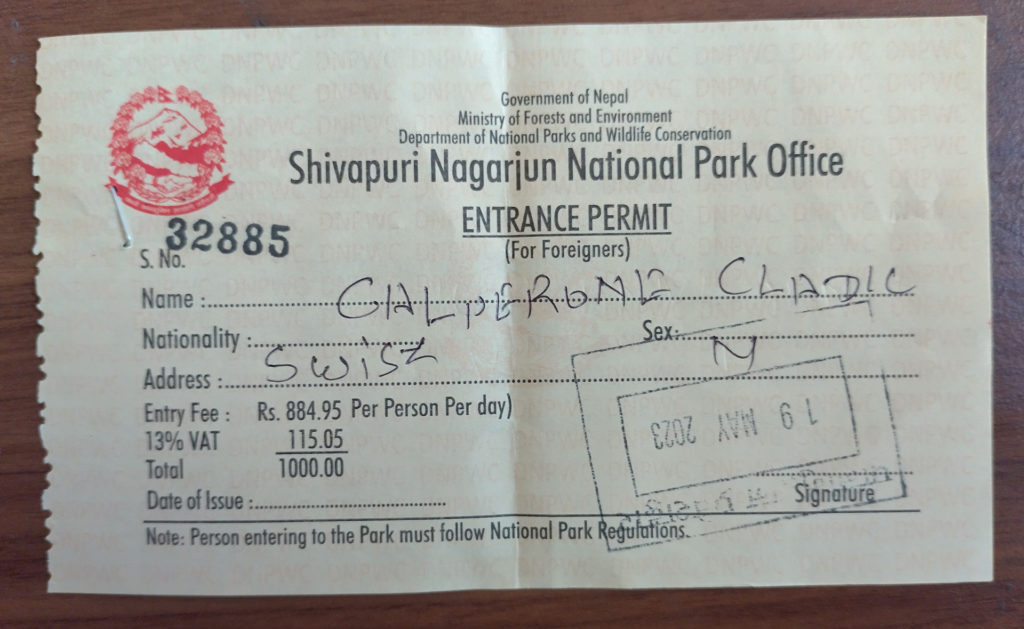 Government of Nepal
Ministry of Forests and Environment
Department of National Parks and Wildlife Conservation
Shivapuri Nagarjun National Park Office
ENTRANCE PERMIT
(For Foreigners)
S. No. 32885
Name : GALPERONE CLADIC
Nationality : Sex:
SWISZ
Address :
Entry Fee : Rs. 884.95 Per Person Per day)
13% VAT 115.05
Total 1000.00
19 MAY 2023
Date of Issue :
Signature
Note: Person entering to the Park must follow National Park Regulations.